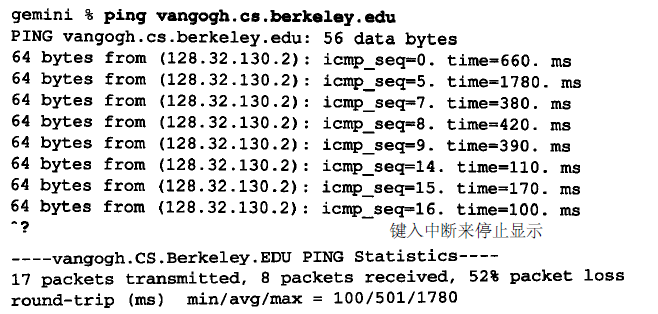 gemini % ping vangogh.cs.berkeley.edu
PING vangogh.cs.berkeley.edu: 56 data bytes
64 bytes from (128.32.130.2): icmp_seq=0. time=660. ms
64 bytes from (128.32.130.2): icmp_seq=5. time=1780. ms
64 bytes from (128.32.130.2): icmp_seq=7. time=380. ms
64 bytes from (128.32.130.2): icmp_seq=8. time=420. ms
64 bytes from (128.32.130.2): icmp_seq=9. time=390. ms
64 bytes from (128.32.130.2): icmp_seq=14. time=110. ms
64 bytes from (128.32.130.2): icmp_seq=15. time=170. ms
64 bytes from (128.32.130.2): icmp_seq=16. time=100. ms
^? 键入中断来停止显示
----vangogh.CS.Berkeley.EDU PING Statistics----
17 packets transmitted, 8 packets received, 52% packet loss
round-trip (ms) min/avg/max = 100/501/1780